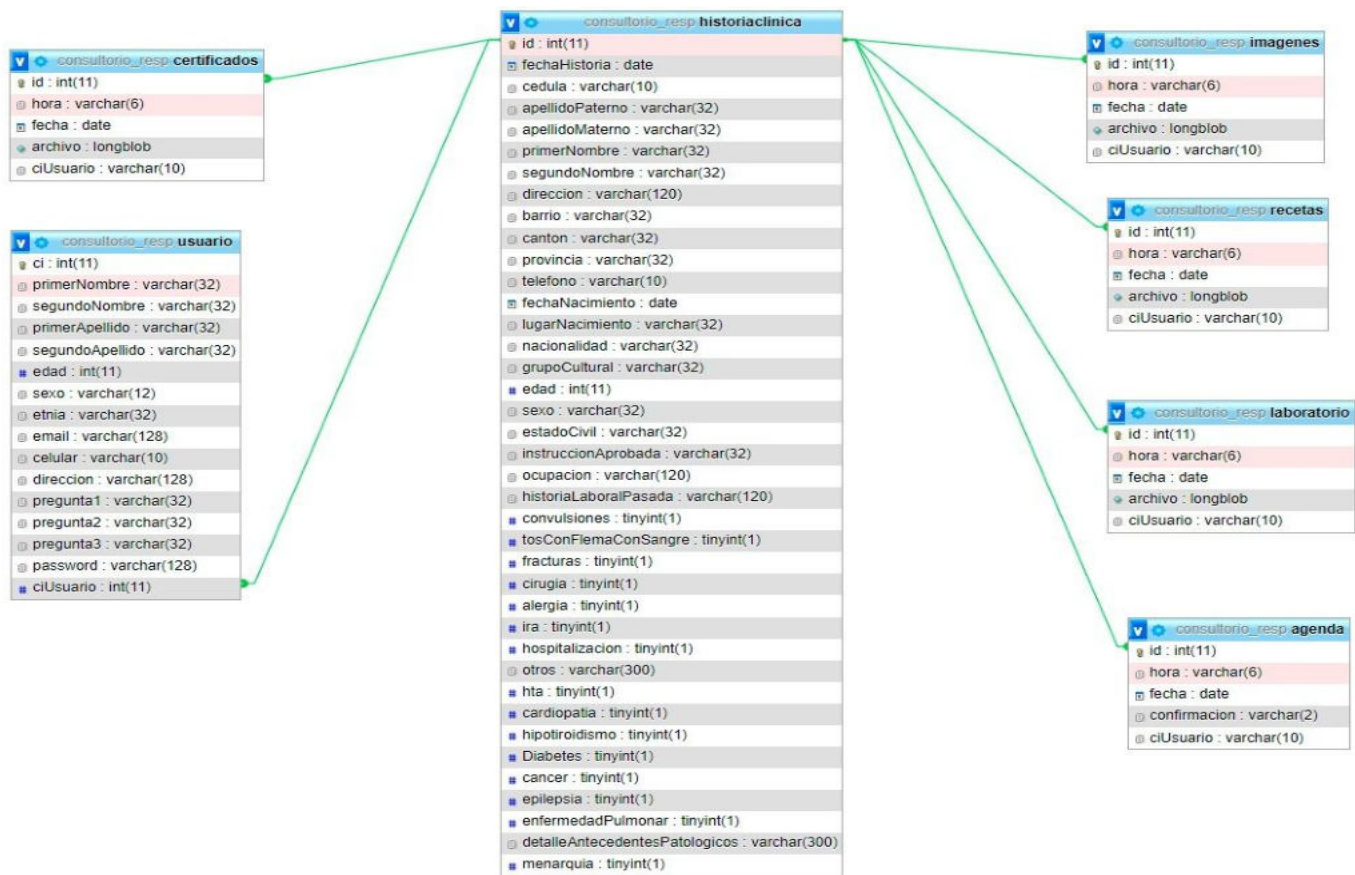 consultorio_resp certificados
id : int(11)
hora : varchar(6)
fecha : date
archivo : longblob
ciUsuario : varchar(10)
consultorio_resp usuario
ci : int(11)
primerNombre : varchar(32)
segundoNombre : varchar(32)
primerApellido : varchar(32)
segundoApellido : varchar(32)
edad : int(11)
sexo : varchar(12)
etnia : varchar(32)
email : varchar(128)
celular : varchar(10)
direccion : varchar(128)
pregunta1 : varchar(32)
pregunta2 : varchar(32)
pregunta3 : varchar(32)
password : varchar(128)
ciUsuario : int(11)
consultorio_resp historiaclinica
id : int(11)
fechaHistoria : date
cedula : varchar(10)
apellidoPaterno : varchar(32)
apellidoMaterno : varchar(32)
primerNombre : varchar(32)
segundoNombre : varchar(32)
direccion : varchar(120)
barrio : varchar(32)
canton : varchar(32)
provincia : varchar(32)
telefono : varchar(10)
fechaNacimiento : date
lugarNacimiento : varchar(32)
nacionalidad : varchar(32)
grupoCultural : varchar(32)
edad : int(11)
sexo : varchar(32)
estadoCivil : varchar(32)
instruccionAprobada : varchar(32)
ocupacion : varchar(120)
historiaLaboralPasada : varchar(120)
convulsiones : tinyint(1)
tosConFlemaConSangre : tinyint(1)
fracturas : tinyint(1)
cirugia : tinyint(1)
alergia : tinyint(1)
ira : tinyint(1)
hospitalizacion : tinyint(1)
otros : varchar(300)
hta : tinyint(1)
cardiopatia : tinyint(1)
hipotiroidismo : tinyint(1)
Diabetes : tinyint(1)
cancer : tinyint(1)
epilepsia : tinyint(1)
enfermedadPulmonar : tinyint(1)
detalleAntecedentesPatologicos : varchar(300)
menarquia : tinyint(1)
consultorio_resp imagenes
id : int(11)
hora : varchar(6)
fecha : date
archivo : longblob
ciUsuario : varchar(10)
consultorio_resp recetas
id : int(11)
hora : varchar(6)
fecha : date
archivo : longblob
ciUsuario : varchar(10)
consultorio_resp laboratorio
id : int(11)
hora : varchar(6)
fecha : date
archivo : longblob
ciUsuario : varchar(10)
consultorio_resp agenda
id : int(11)
hora : varchar(6)
fecha : date
confirmacion : varchar(2)
ciUsuario : varchar(10)